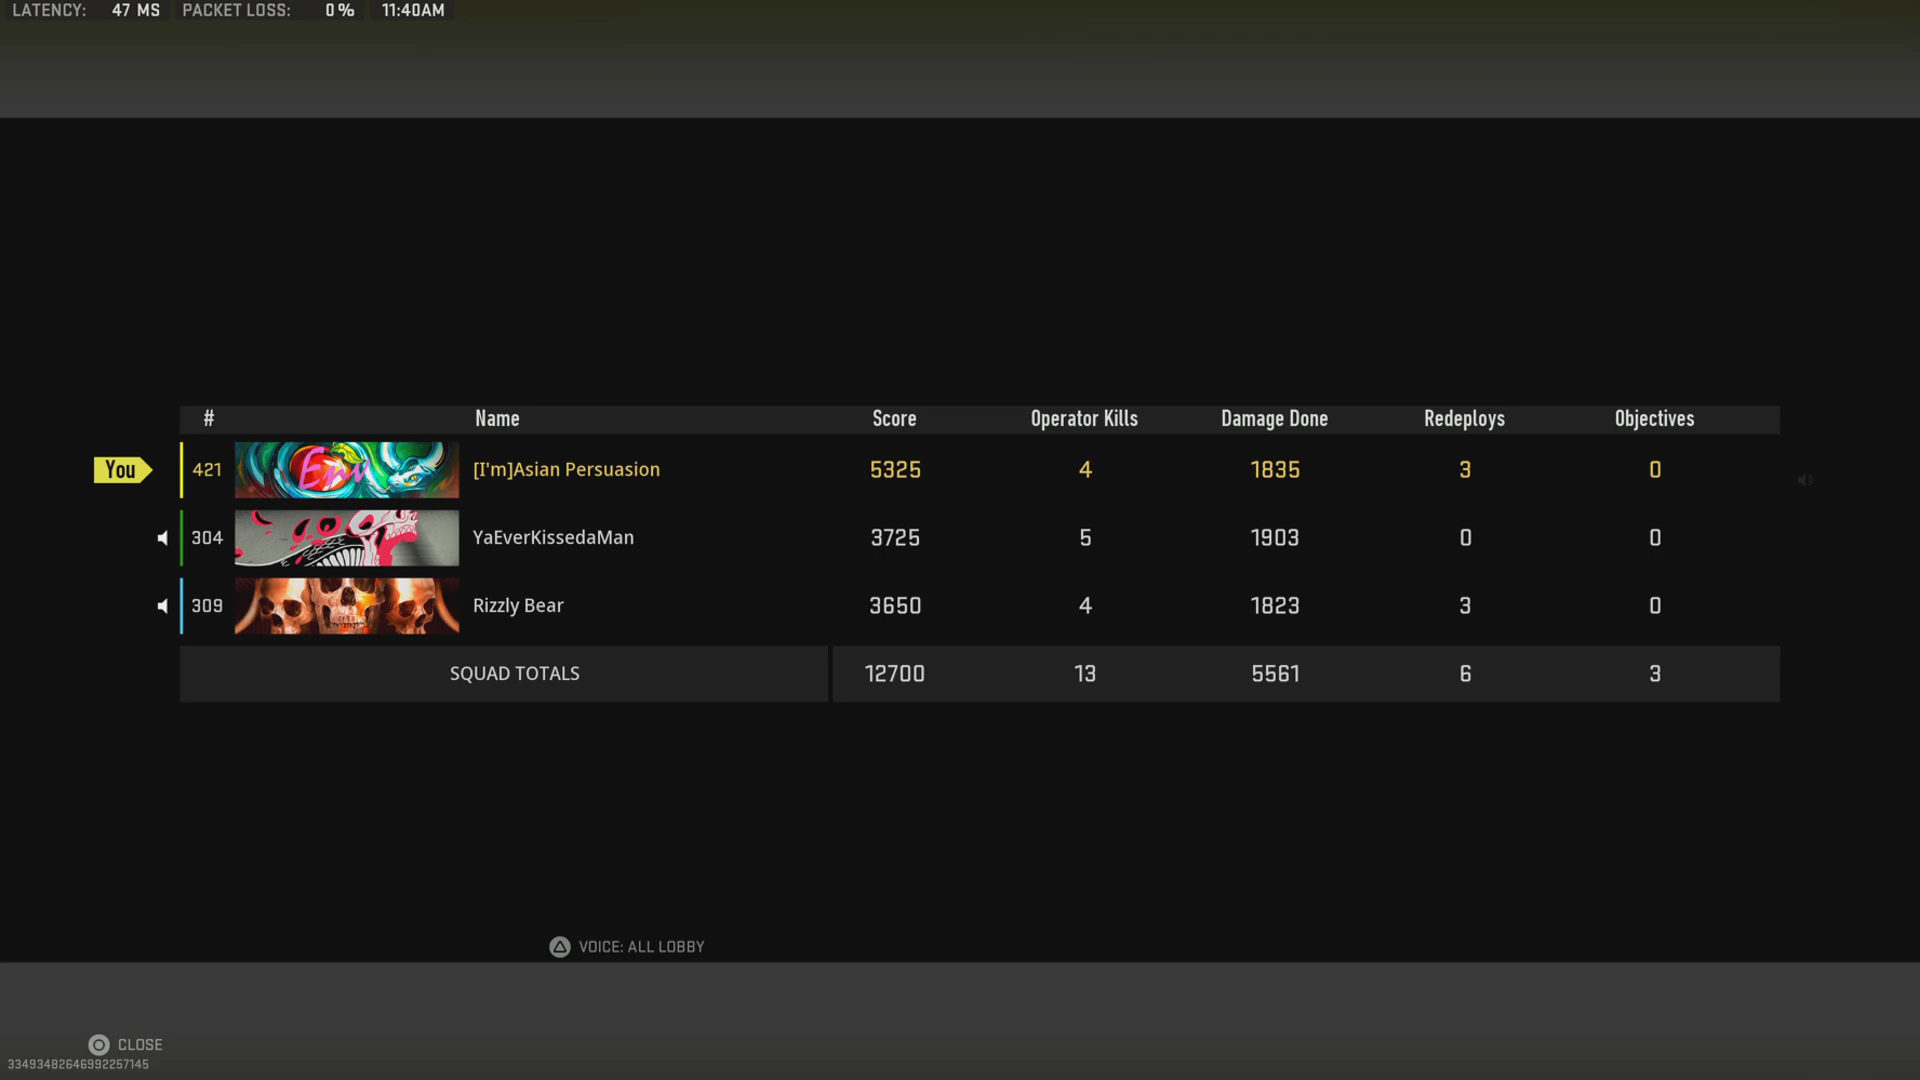 LATENCY: 47 MS PACKET LOSS: 0% 11:40AM
# Name Score Operator Kills Damage Done Redeploys Objectives
You 421 [I'm]Asian Persuasion 5325 4 1835 3 0
304 YaEverKissedaMan 3725 5 1903 0 0
309 Rizzly Bear 3650 4 1823 3 0
SQUAD TOTALS 12700 13 5561 6 3
VOICE: ALL LOBBY
CLOSE
33493482646992257145